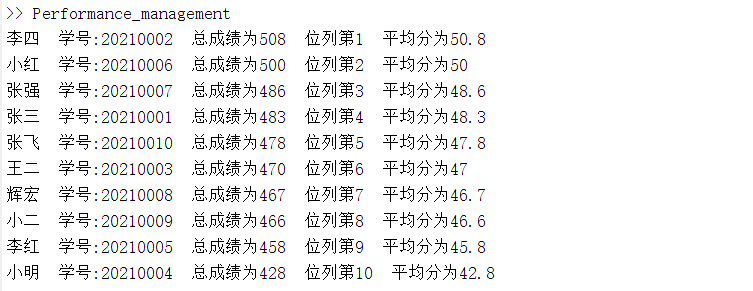 >> Performance_management
李四  学号:20210002  总成绩为508  位列第1  平均分为50.8
小红  学号:20210006  总成绩为500  位列第2  平均分为50
张强  学号:20210007  总成绩为486  位列第3  平均分为48.6
张三  学号:20210001  总成绩为483  位列第4  平均分为48.3
张飞  学号:20210010  总成绩为478  位列第5  平均分为47.8
王二  学号:20210003  总成绩为470  位列第6  平均分为47
辉宏  学号:20210008  总成绩为467  位列第7  平均分为46.7
小二  学号:20210009  总成绩为466  位列第8  平均分为46.6
李红  学号:20210005  总成绩为458  位列第9  平均分为45.8
小明  学号:20210004  总成绩为428  位列第10  平均分为42.8